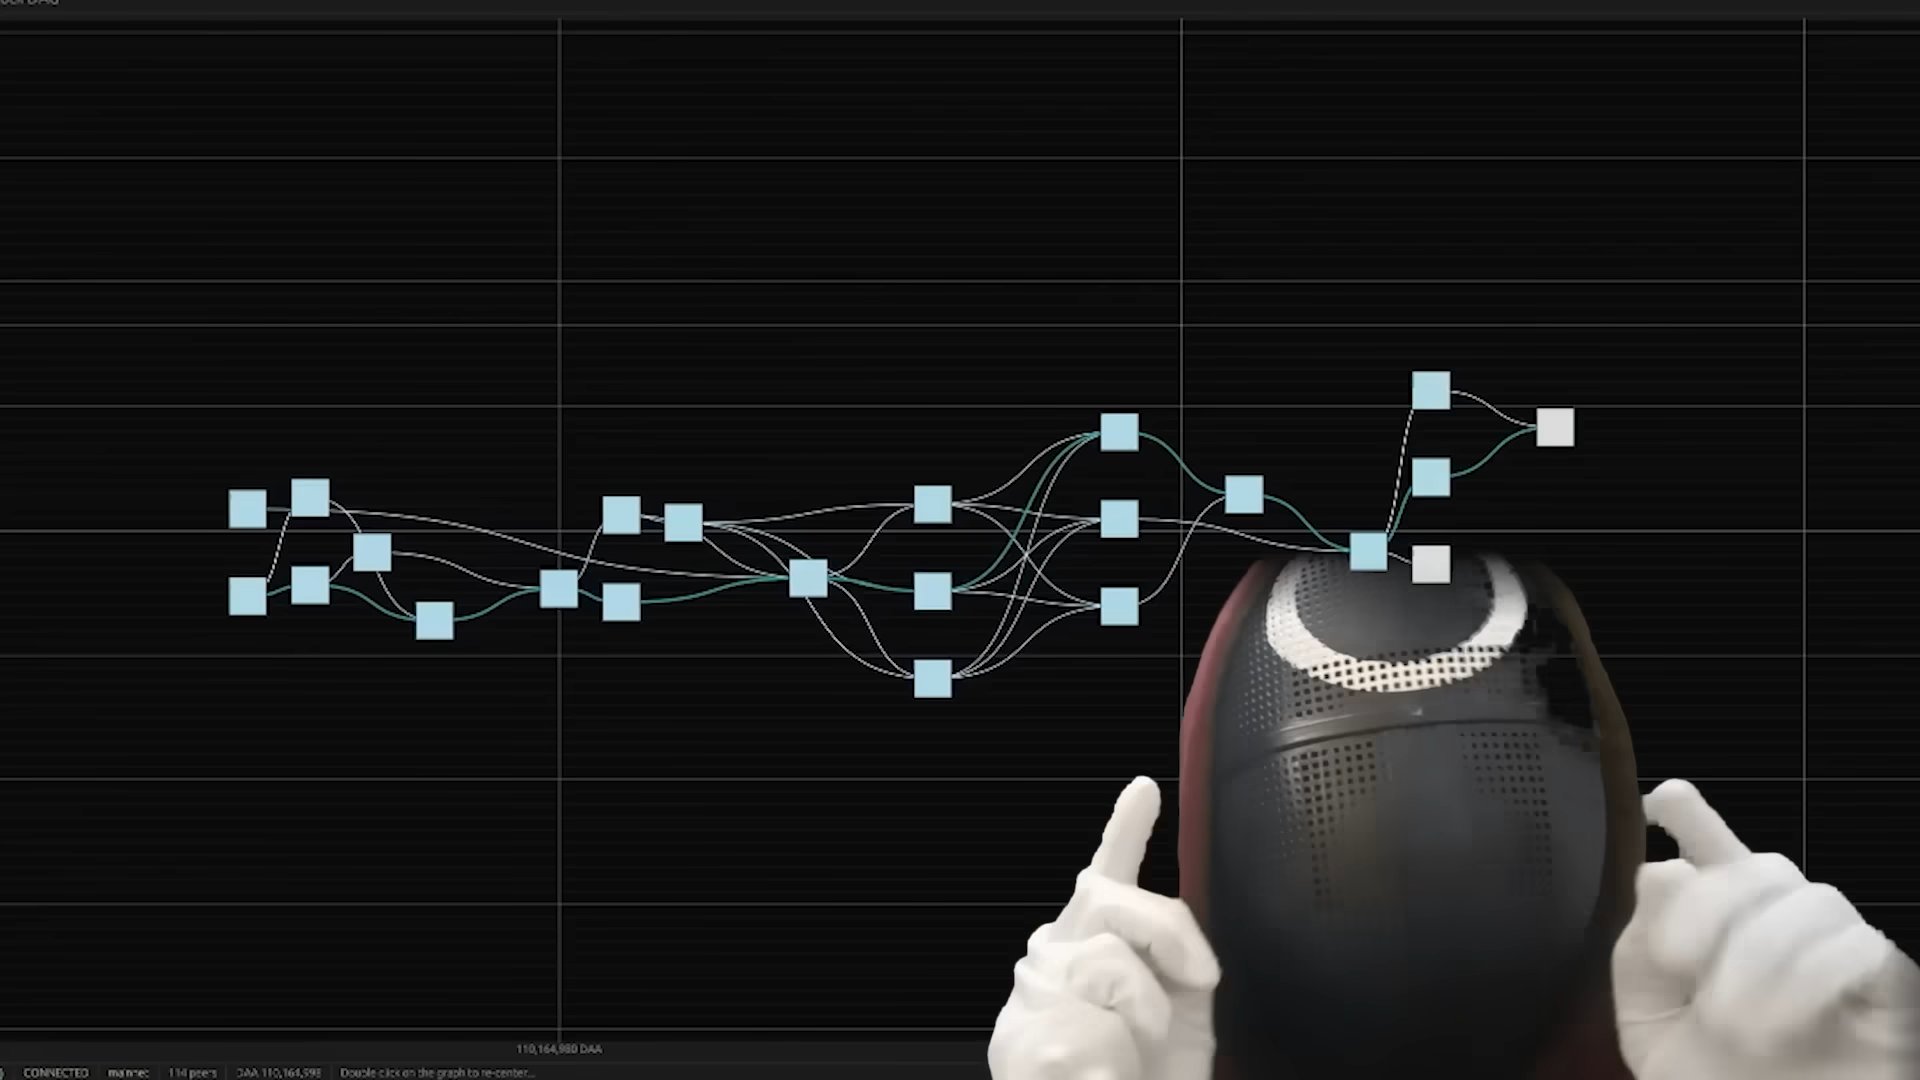 110,164,980 DAA
CONNECTED mainnet 114 peers DAA 110,164,998 Double click on the graph to re-center...